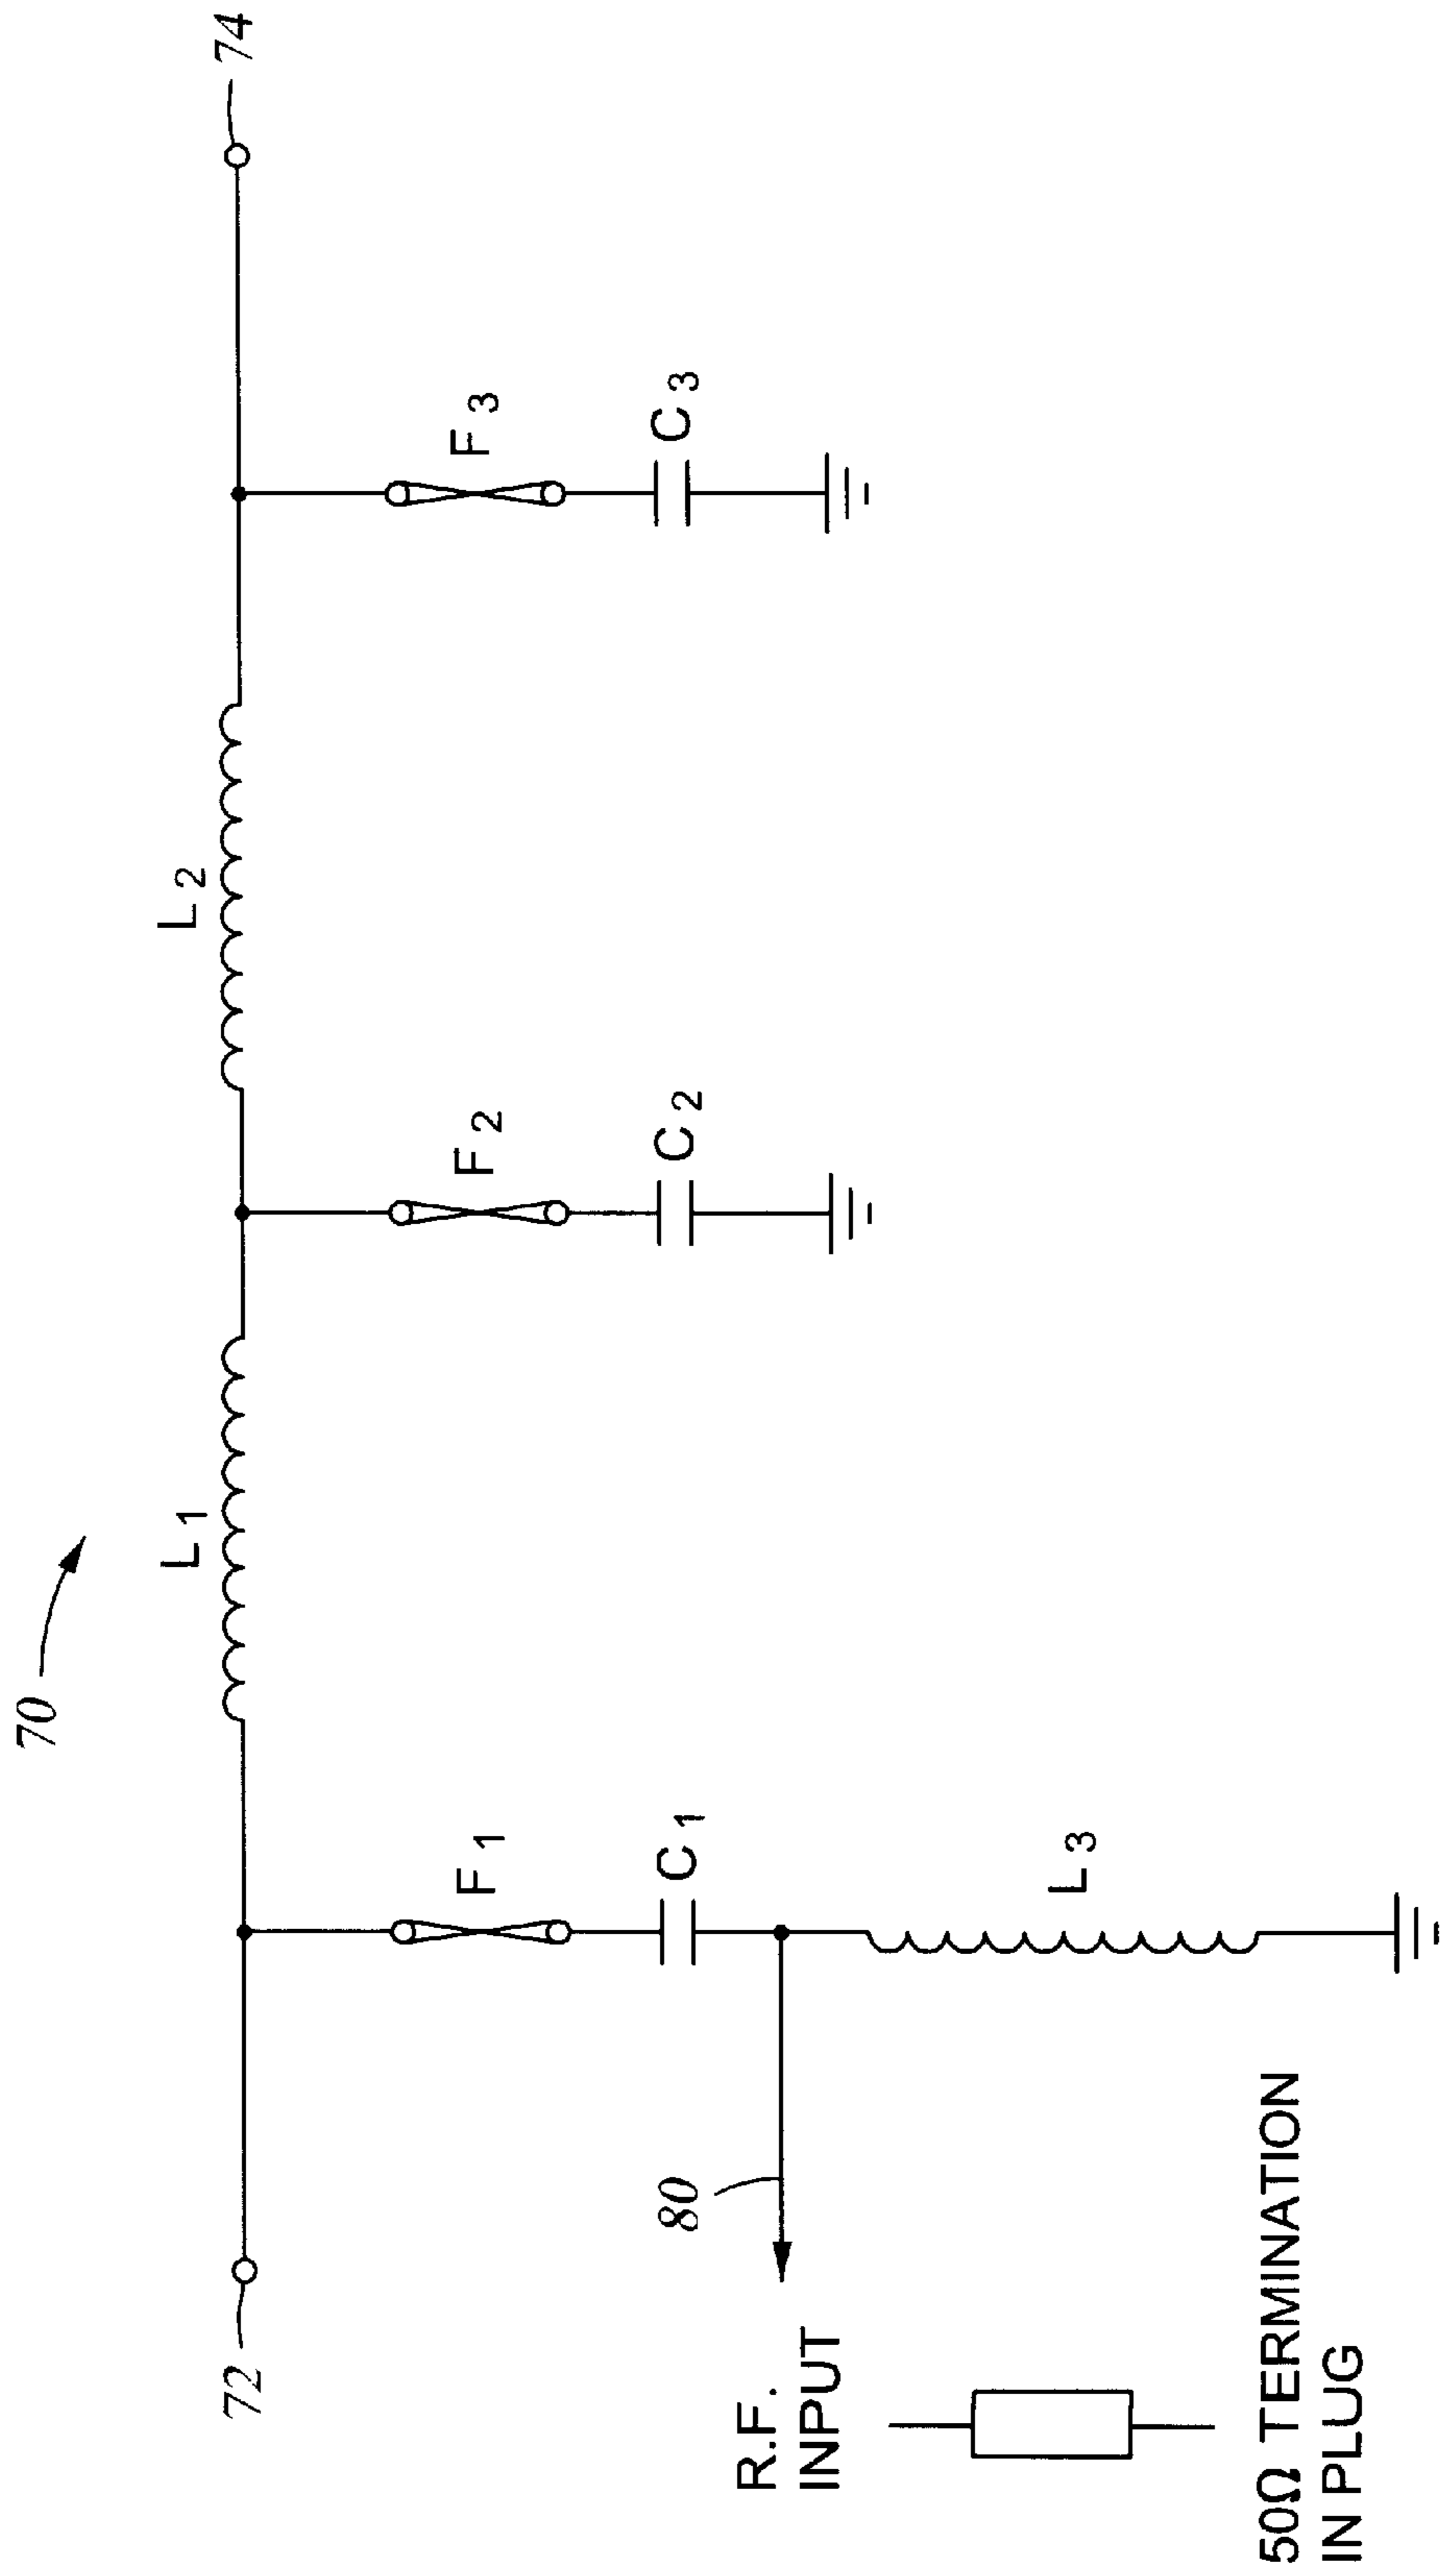 70
L1
L2
72
74
F1
F2
F3
C1
C2
C3
80
L3
R.F.
INPUT
50Ω TERMINATION
IN PLUG